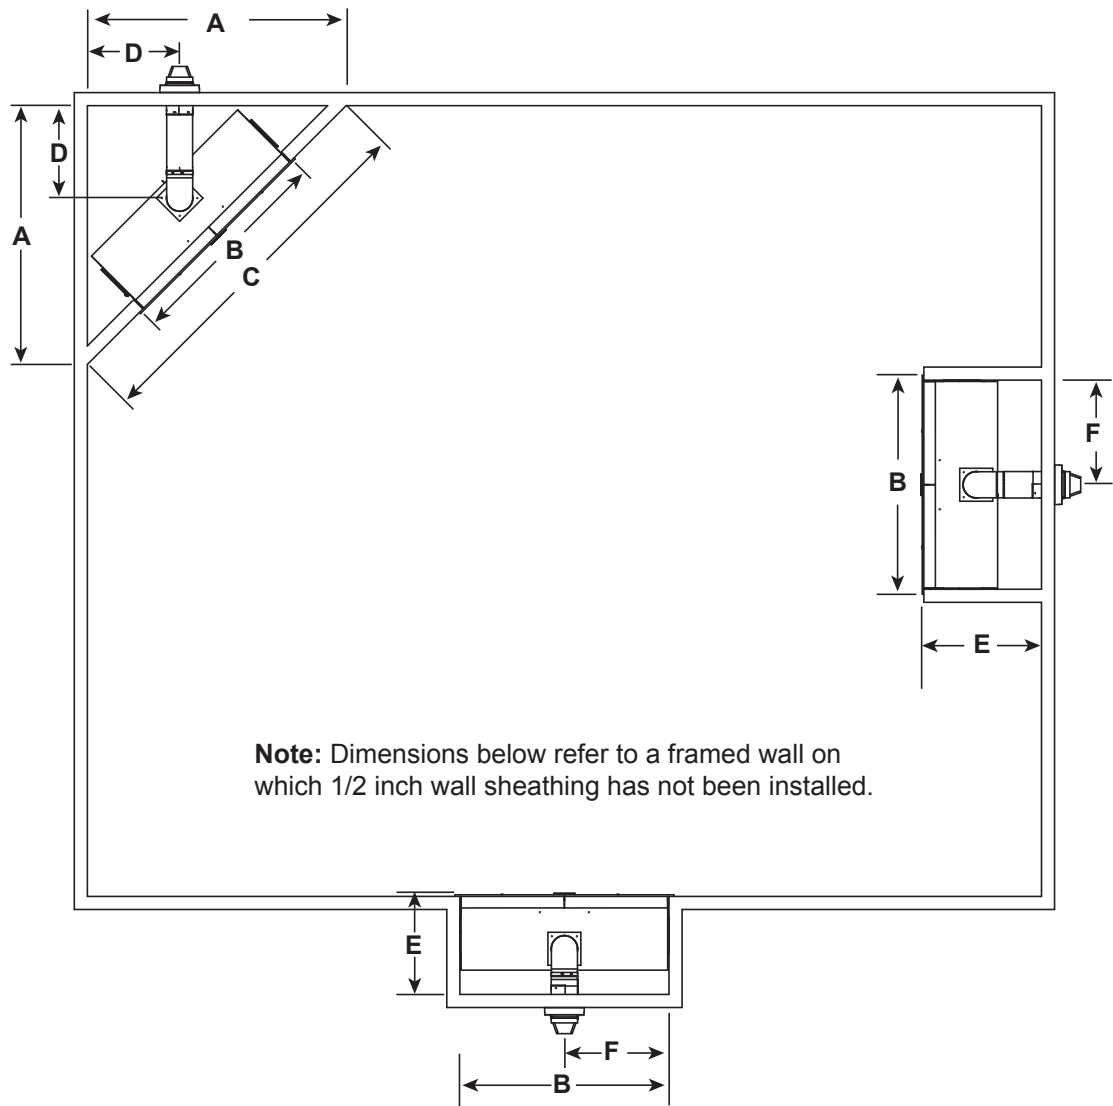 A
D
D
A
B
C
F
B
E
Note: Dimensions below refer to a framed wall on
which 1/2 inch wall sheathing has not been installed.
E
F
B